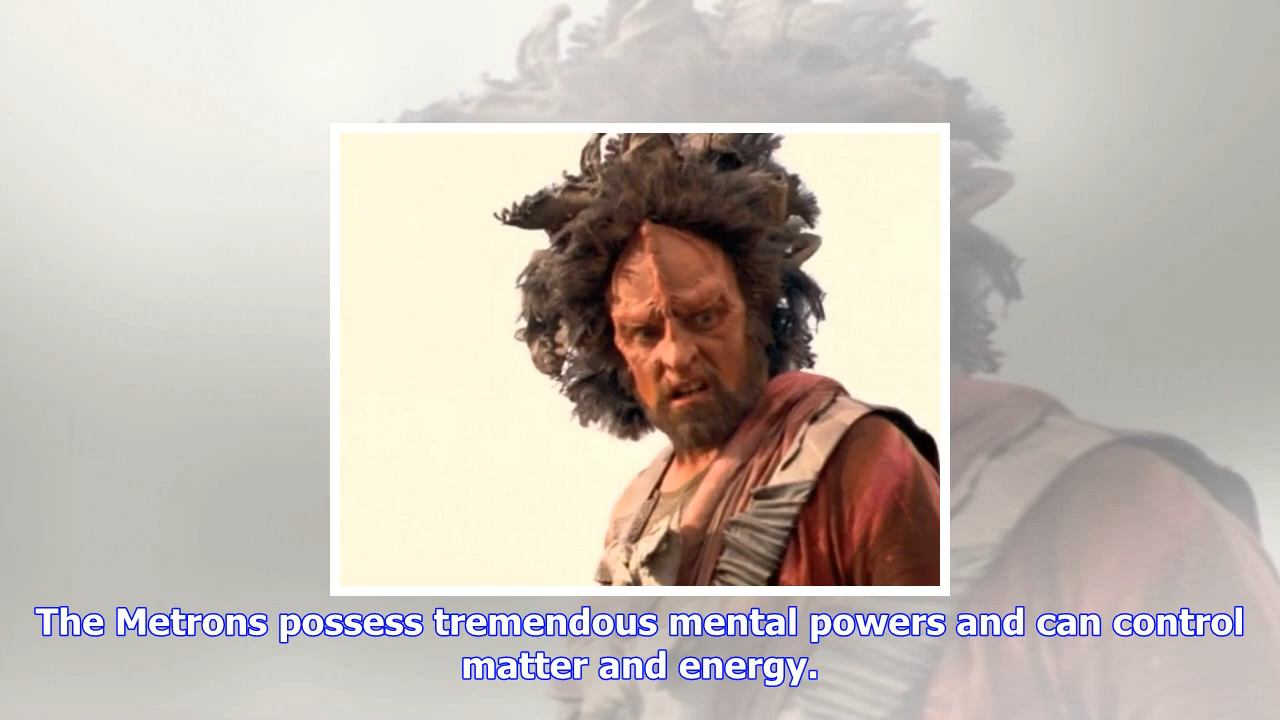 The Metrons possess tremendous mental powers and can control
matter and energy.